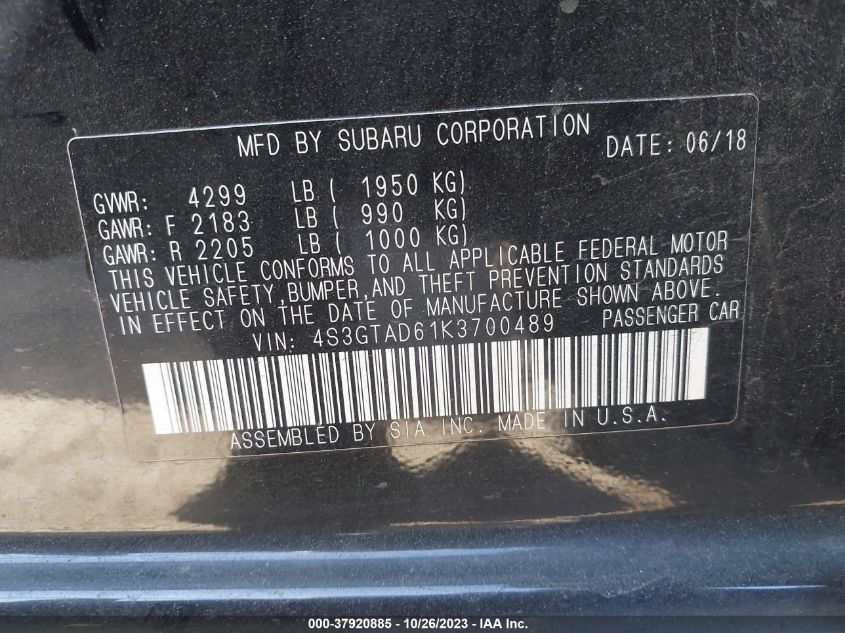 MFD BY SUBARU CORPORATION DATE: 06/18
GVWR: 4299 LB ( 1950 KG)
GAWR: F 2183 LB ( 990 KG)
GAWR: R 2205 LB ( 1000 KG)
THIS VEHICLE CONFORMS TO ALL APPLICABLE FEDERAL MOTOR
VEHICLE SAFETY,BUMPER,AND THEFT PREVENTION STANDARDS
IN EFFECT ON THE DATE OF MANUFACTURE SHOWN ABOVE.
VIN: 4S3GTAD61K3700489 PASSENGER CAR
ASSEMBLED BY SIA INC. MADE IN U.S.A.
000-37920885 - 10/26/2023 - IAA Inc.